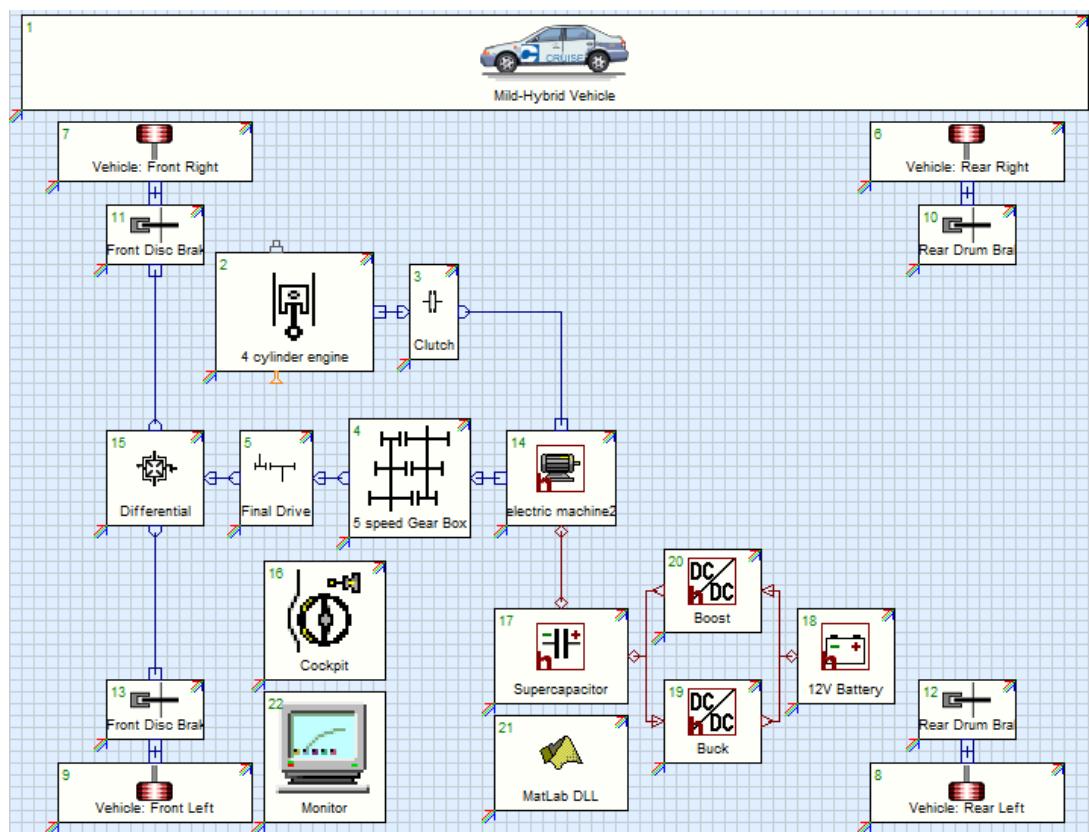 1
C CRUISE
Mild-Hybrid Vehicle
7
Vehicle: Front Right
6
Vehicle: Rear Right
11
Front Disc Brak
10
Rear Drum Bral
2
4 cylinder engine
3
Clutch
15
Differential
5
Final Drive
4
5 speed Gear Box
14
h
electric machine2
16
Cockpit
17
h
Supercapacitor
20
DC DC
h
Boost
18
h
12V Battery
19
DC DC
h
Buck
13
Front Disc Brak
22
Monitor
21
MatLab DLL
12
Rear Drum Bral
9
Vehicle: Front Left
8
Vehicle: Rear Left